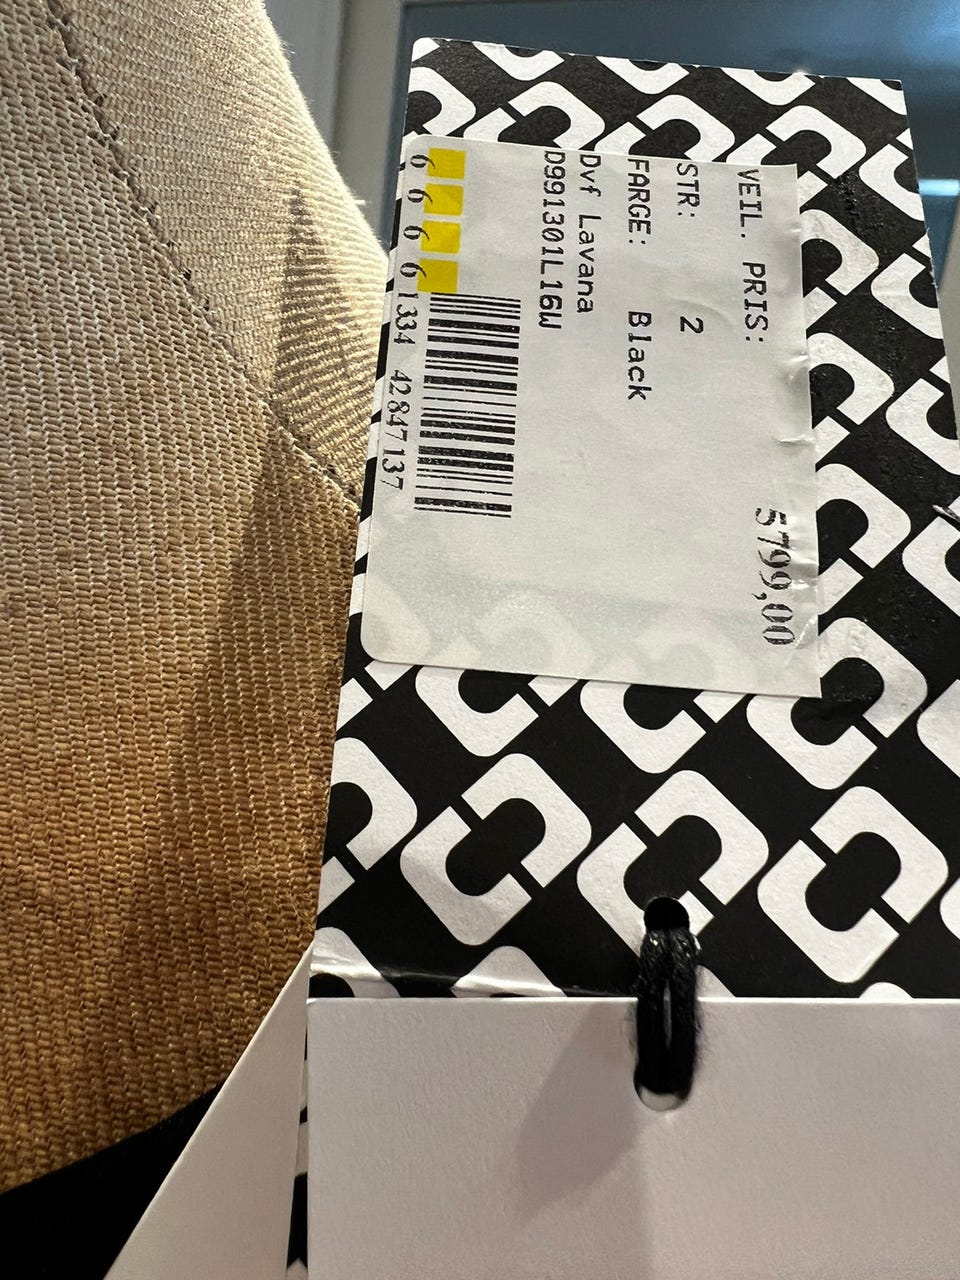 VEIL. PRIS: 5799,00
STR: 2
FARGE: Black
Dvf Lavana
D991301L16W
6 6 6 6 1334 42847137